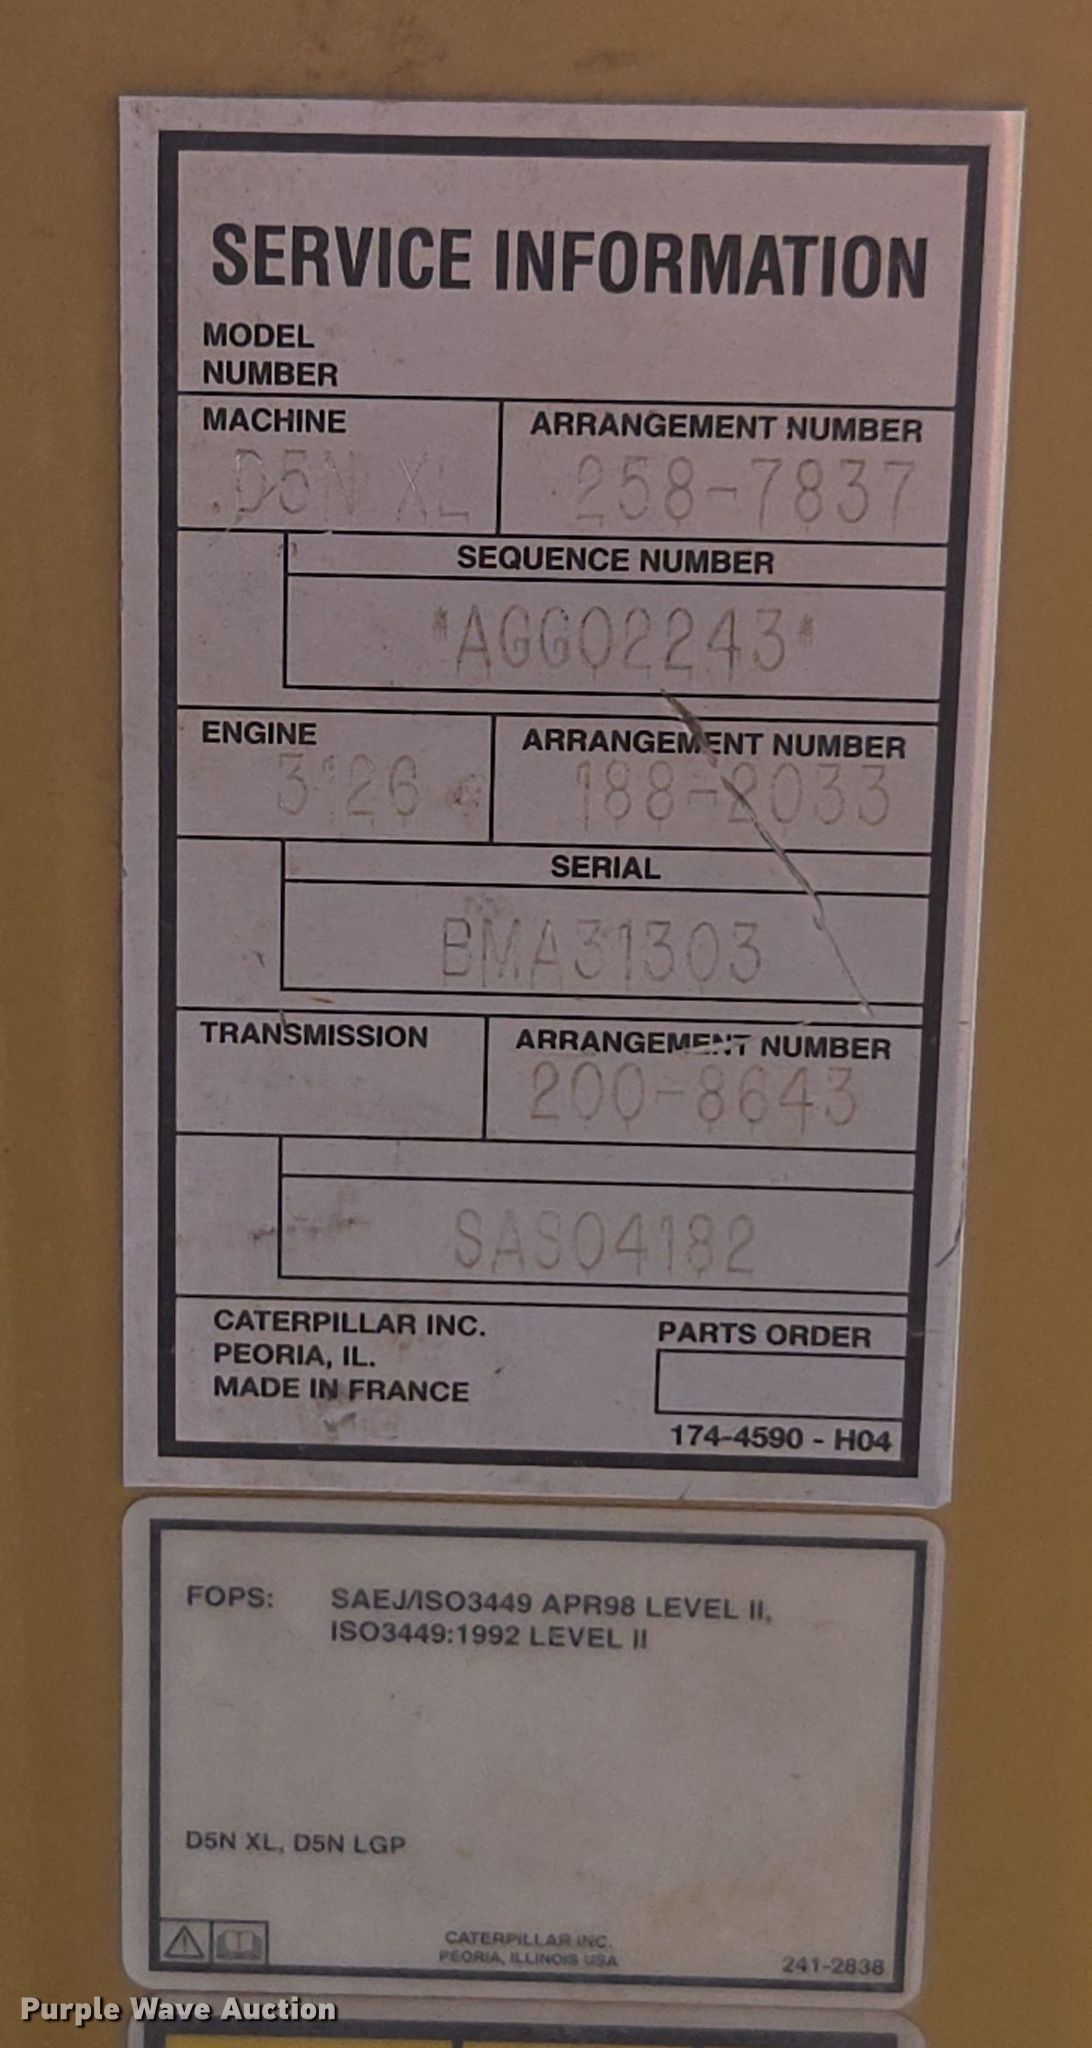 SERVICE INFORMATION
MODEL
NUMBER
MACHINE ARRANGEMENT NUMBER
D5N XL 258-7837
SEQUENCE NUMBER
*AGG02243*
ENGINE ARRANGEMENT NUMBER
3126 188-2033
SERIAL
BMA31303
TRANSMISSION ARRANGEMENT NUMBER
200-8643
SAS04182
CATERPILLAR INC. PARTS ORDER
PEORIA, IL.
MADE IN FRANCE
174-4590 - H04
FOPS: SAEJ/ISO3449 APR98 LEVEL II,
ISO3449:1992 LEVEL II
D5N XL, D5N LGP
CATERPILLAR INC.
PEORIA, ILLINOIS USA
241-2838
Purple Wave Auction